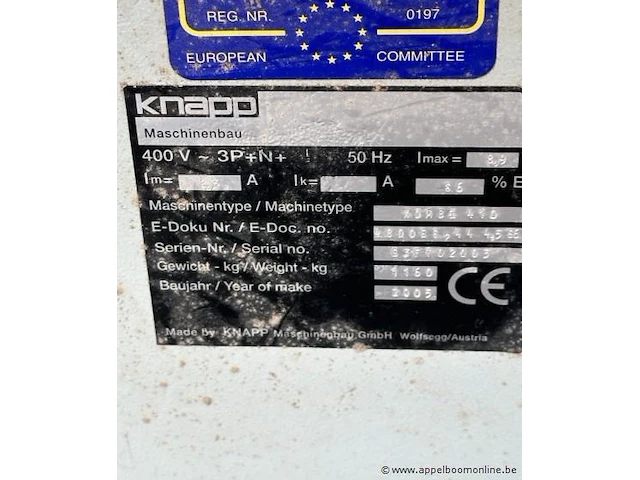 REG. NR. 0197
EUROPEAN COMMITTEE
knapp
Maschinenbau
400 V ~ 3P+N+ 50 Hz Imax =
Im= A Ik= A % E
Maschinentype / Machinetype
E-Doku Nr. / E-Doc. no.
Serien-Nr. / Serial no.
Gewicht - kg / Weight - kg 1160
Baujahr / Year of make 2005
CE
Made by KNAPP Maschinenbau GmbH Wolfsegg/Austria
© www.appelboomonline.be